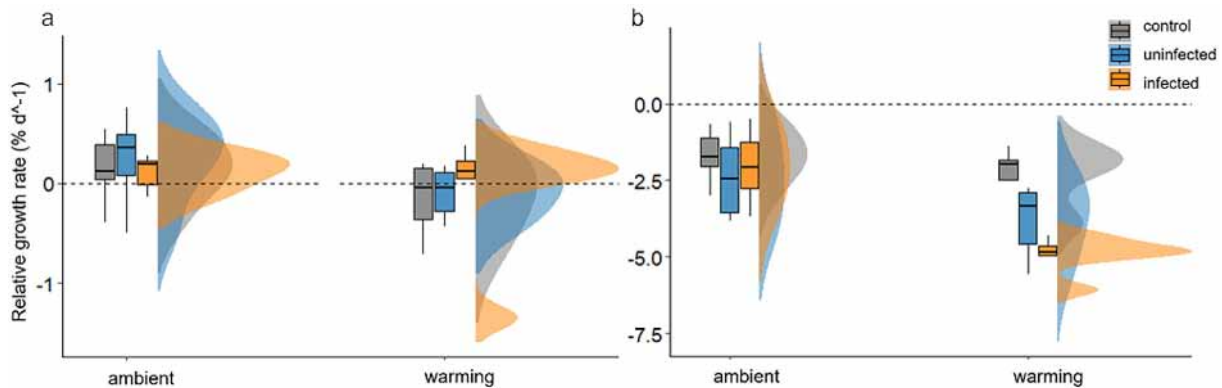 a
Relative growth rate (% d^-1)
1
0
-1
ambient
warming
b
0.0
-2.5
-5.0
-7.5
ambient
warming
control
uninfected
infected